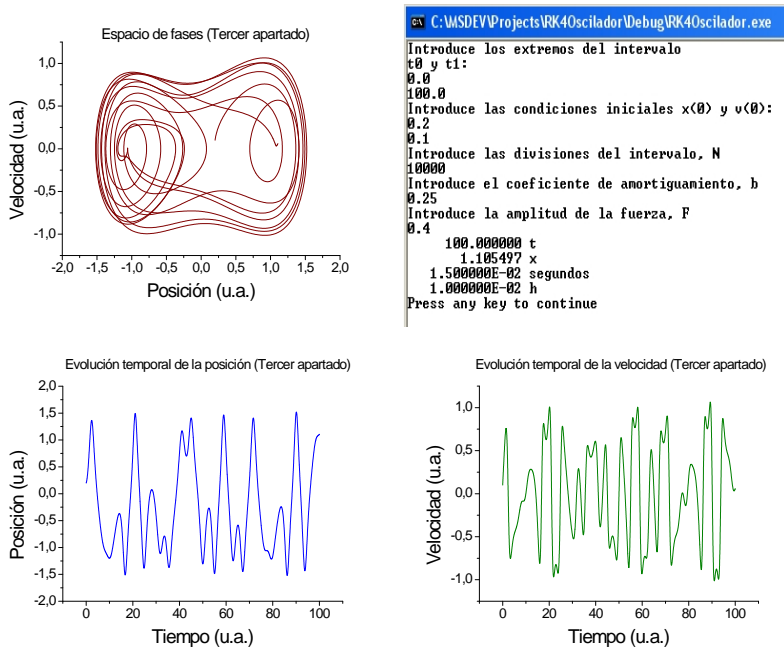 Espacio de fases (Tercer apartado)
1,0
0,5
0,0
-0,5
-1,0
-2,0 -1,5 -1,0 -0,5 0,0 0,5 1,0 1,5 2,0
Velocidad (u.a.)
Posición (u.a.)
C:\MSDEV\Projects\RK4Oscilador\Debug\RK4Oscilador.exe
Introduce los extremos del intervalo
t0 y t1:
0.0
100.0
Introduce las condiciones iniciales x(0) y v(0):
0.2
0.1
Introduce las divisiones del intervalo, N
10000
Introduce el coeficiente de amortiguamiento, b
0.25
Introduce la amplitud de la fuerza, F
0.4
100.000000 t
1.105497 x
1.500000E-02 segundos
1.000000E-02 h
Press any key to continue
Evolución temporal de la posición (Tercer apartado)
2,0
1,5
1,0
0,5
0,0
-0,5
-1,0
-1,5
-2,0
0 20 40 60 80 100
Posición (u.a.)
Tiempo (u.a.)
Evolución temporal de la velocidad (Tercer apartado)
1,0
0,5
0,0
-0,5
-1,0
0 20 40 60 80 100
Velocidad (u.a.)
Tiempo (u.a.)